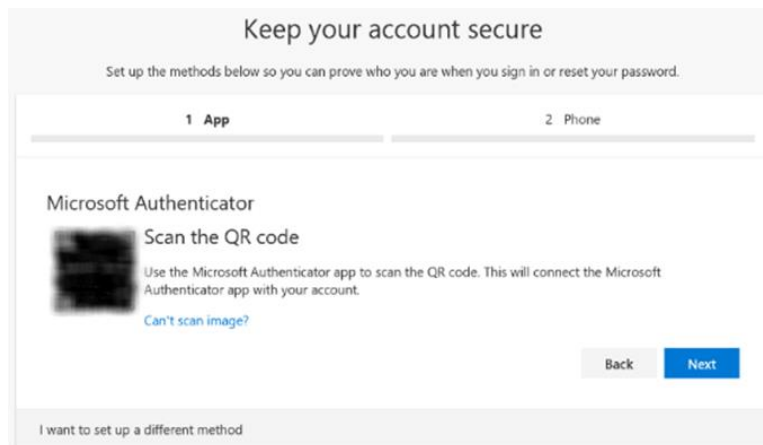 Keep your account secure
Set up the methods below so you can prove who you are when you sign in or reset your password.
1 App
2 Phone
Microsoft Authenticator
Scan the QR code
Use the Microsoft Authenticator app to scan the QR code. This will connect the Microsoft
Authenticator app with your account.
Can't scan image?
Back
Next
I want to set up a different method